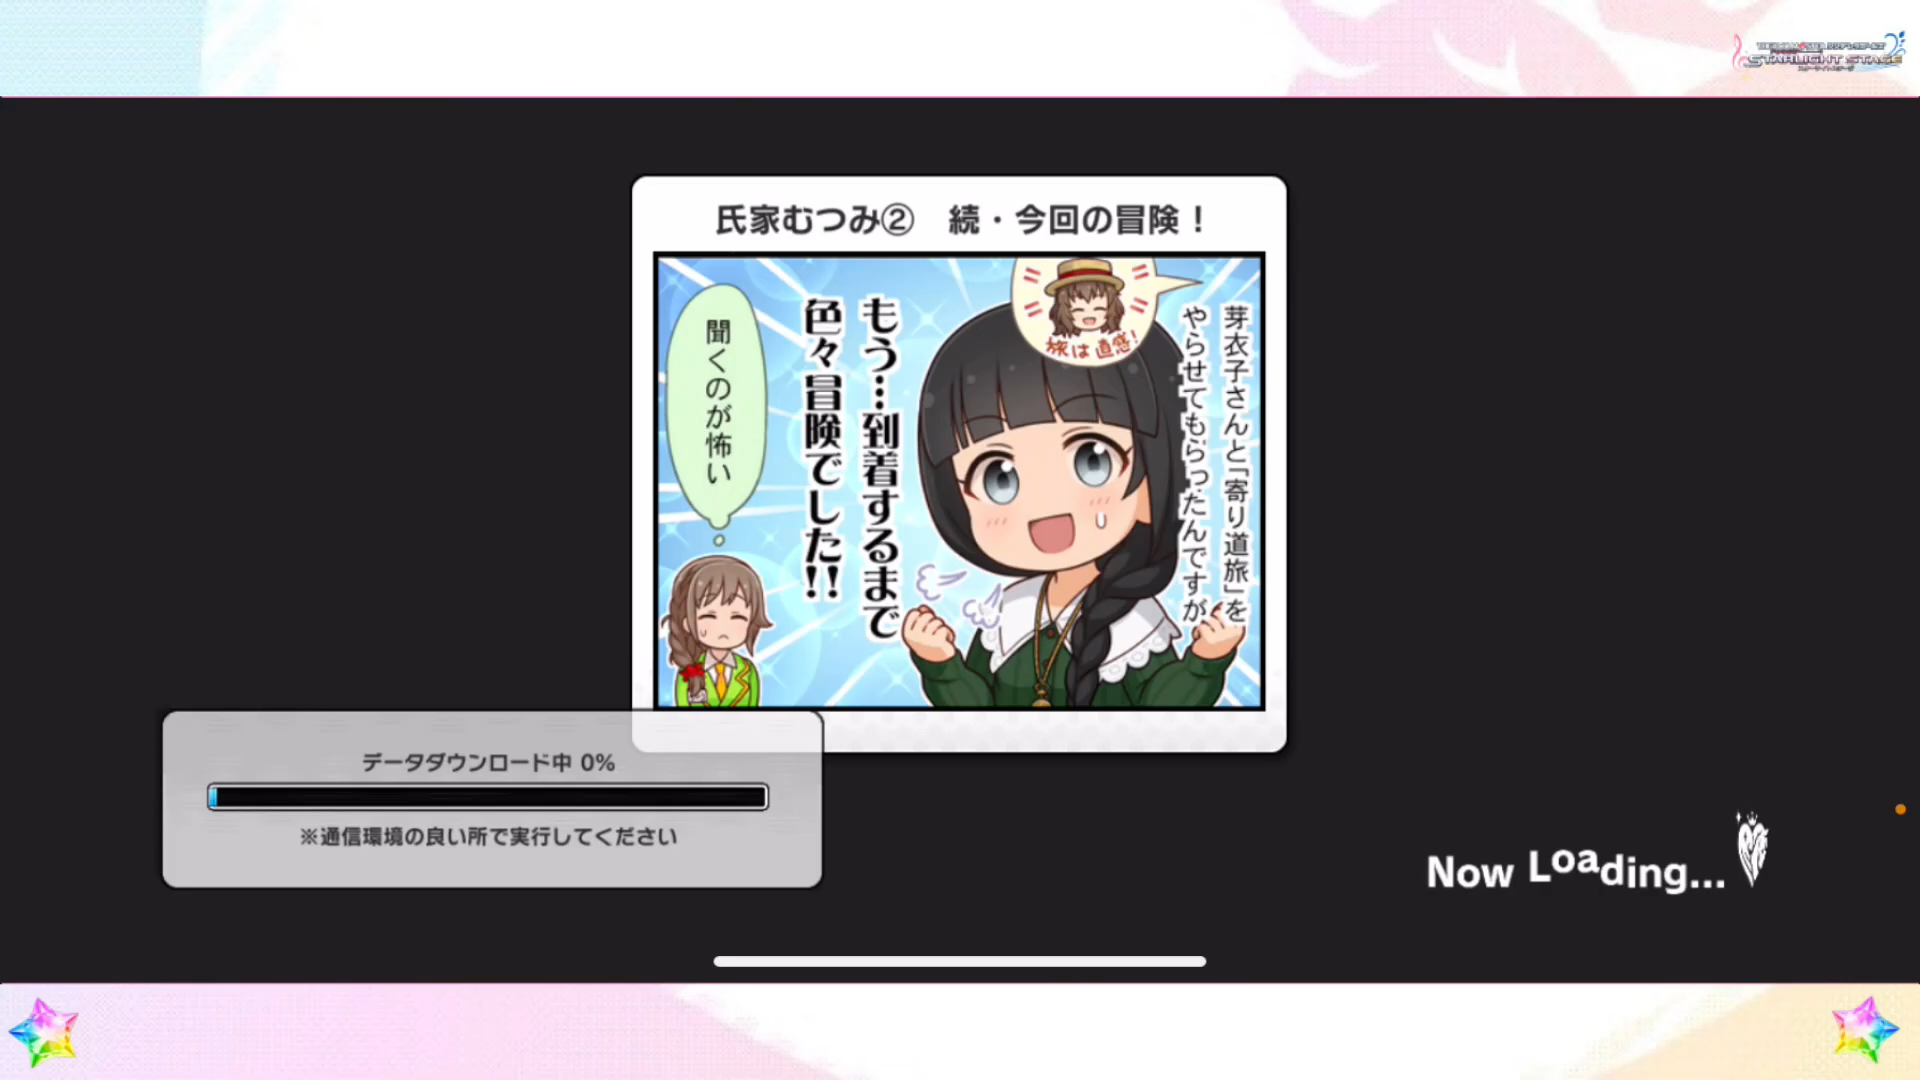 STARLIGHT STAGE
氏家むつみ② 続・今回の冒険！
旅は直感！
芽衣子さんと「寄り道旅」を
やらせてもらったんですが
もう…到着するまで
色々冒険でした!!
聞くのが怖い
データダウンロード中 0%
※通信環境の良い所で実行してください
Now Loading...